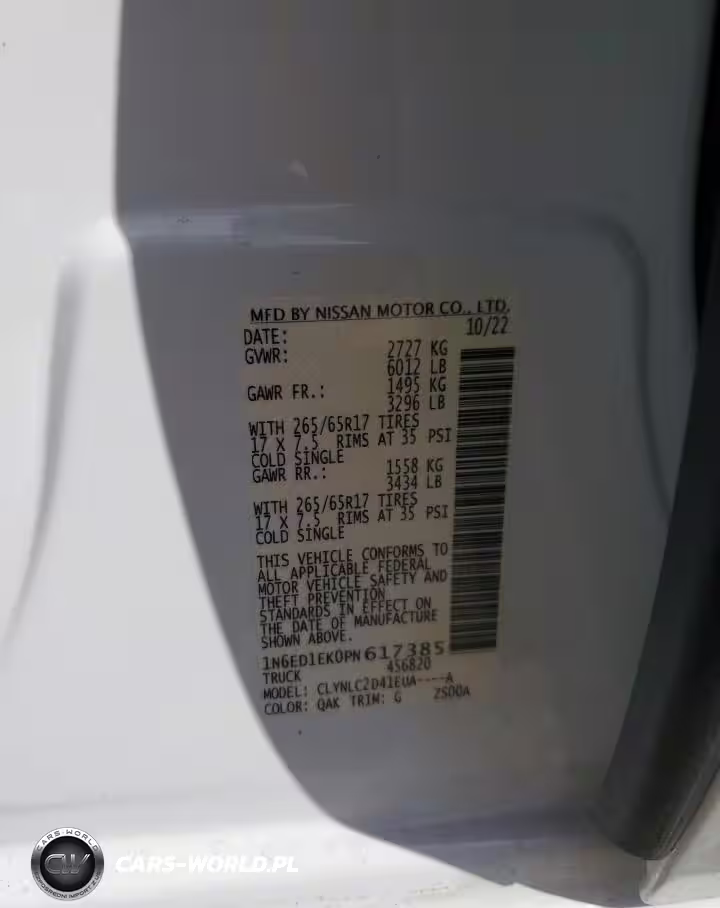 MFD BY NISSAN MOTOR CO., LTD.
DATE: 10/22
GVWR: 2727 KG
6012 LB
GAWR FR.: 1495 KG
3296 LB
WITH 265/65R17 TIRES
17 X 7.5 RIMS AT 35 PSI
COLD SINGLE
GAWR RR.: 1558 KG
3434 LB
WITH 265/65R17 TIRES
17 X 7.5 RIMS AT 35 PSI
COLD SINGLE
THIS VEHICLE CONFORMS TO
ALL APPLICABLE FEDERAL
MOTOR VEHICLE SAFETY AND
THEFT PREVENTION
STANDARDS IN EFFECT ON
THE DATE OF MANUFACTURE
SHOWN ABOVE.
1N6ED1EK0PN617385
TRUCK 456820
MODEL: CLYNLC2D41EUA----A
COLOR: QAK TRIM: G 2S00A
CARS-WORLD
CW
CARS-WORLD.PL